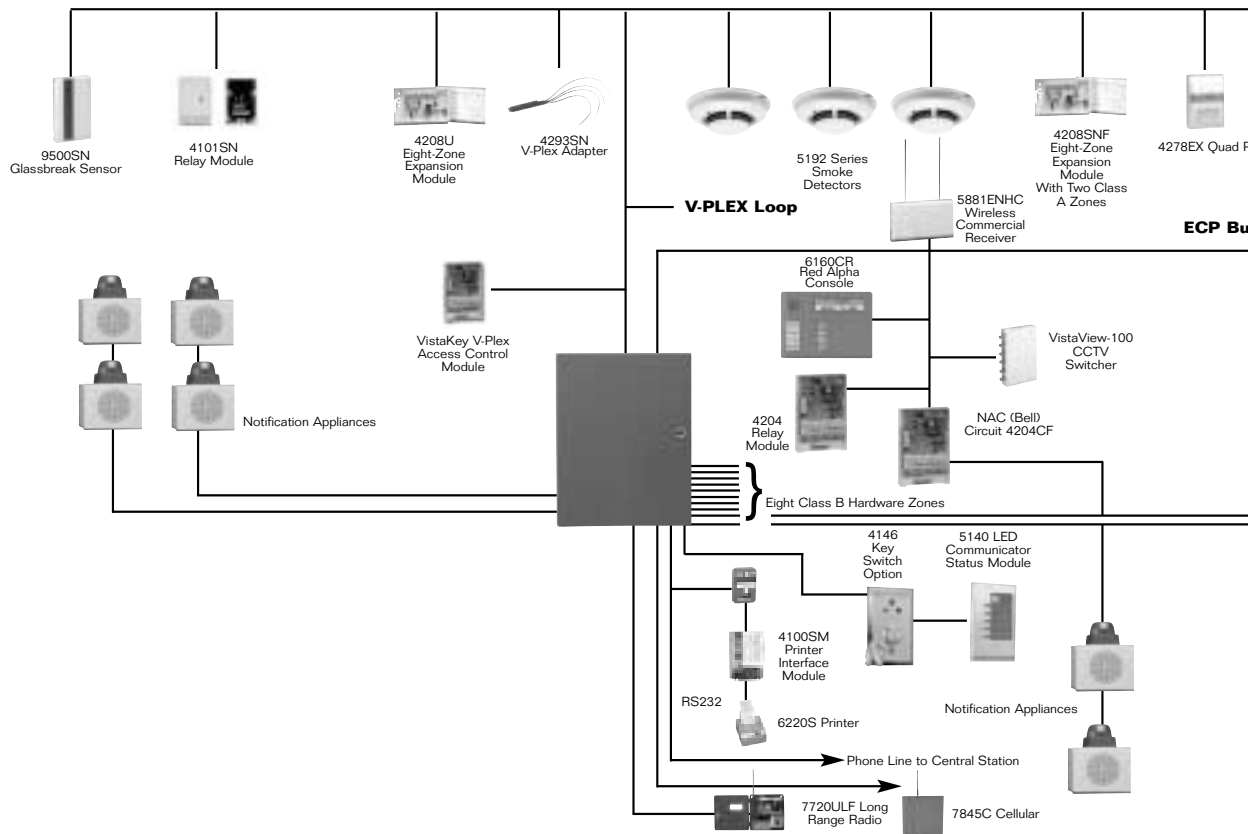 9500SN
Glassbreak Sensor
4101SN
Relay Module
4208U
Eight-Zone
Expansion
Module
4293SN
V-Plex Adapter
5192 Series
Smoke
Detectors
4208SNF
Eight-Zone
Expansion
Module
With Two Class
A Zones
4278EX Quad P
V-PLEX Loop
5881ENHC
Wireless
Commercial
Receiver
ECP Bu
6160CR
Red Alpha
Console
VistaKey V-Plex
Access Control
Module
VistaView-100
CCTV
Switcher
Notification Appliances
4204
Relay
Module
NAC (Bell)
Circuit 4204CF
Eight Class B Hardware Zones
4146
Key
Switch
Option
5140 LED
Communicator
Status Module
4100SM
Printer
Interface
Module
RS232
6220S Printer
Notification Appliances
Phone Line to Central Station
7720ULF Long
Range Radio
7845C Cellular